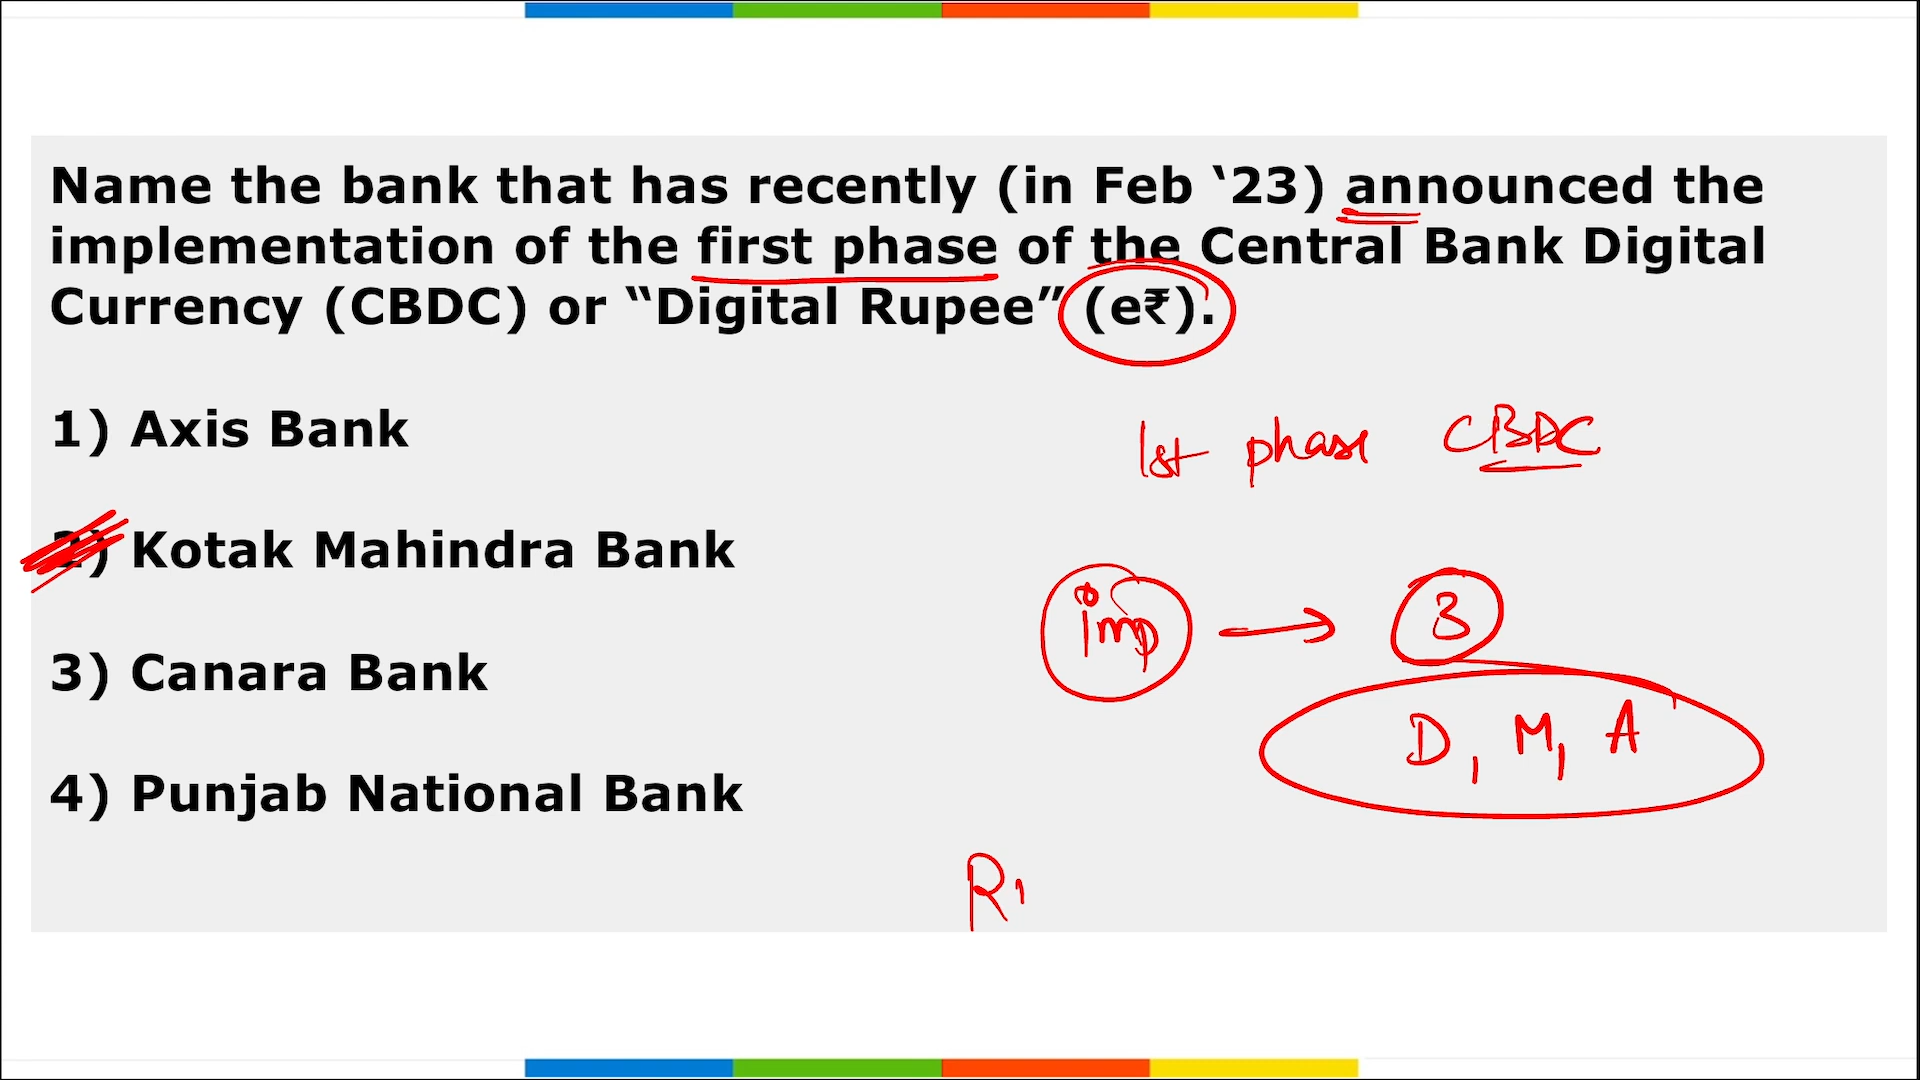 Name the bank that has recently (in Feb ‘23) announced the
implementation of the first phase of the Central Bank Digital
Currency (CBDC) or “Digital Rupee” (e₹).
1) Axis Bank
1st phase CBDC
2) Kotak Mahindra Bank
imp → 3
3) Canara Bank
D, M, A
4) Punjab National Bank